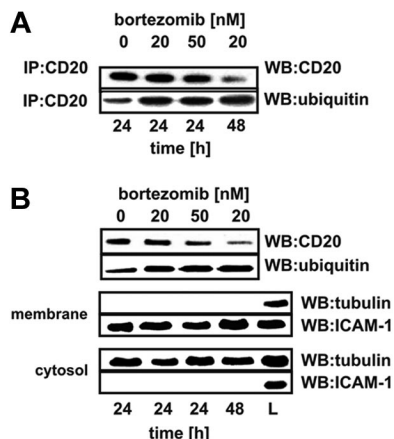 A
bortezomib [nM]
0 20 50 20
IP:CD20 WB:CD20
IP:CD20 WB:ubiquitin
24 24 24 48
time [h]
B
bortezomib [nM]
0 20 50 20
WB:CD20
WB:ubiquitin
membrane
WB:tubulin
WB:ICAM-1
cytosol
WB:tubulin
WB:ICAM-1
24 24 24 48 L
time [h]